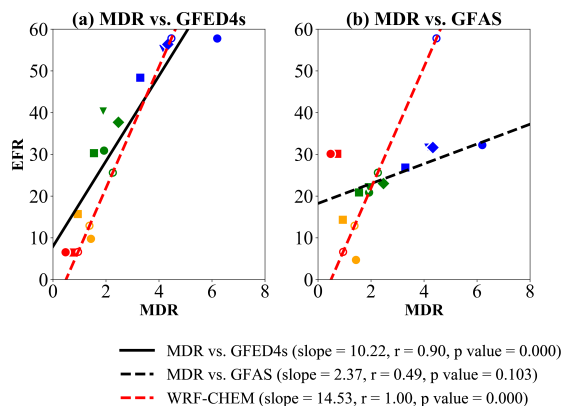 (a) MDR vs. GFED4s
(b) MDR vs. GFAS
60
50
40
30
20
10
0
EFR
0 2 4 6 8
MDR
60
50
40
30
20
10
0
0 2 4 6 8
MDR
MDR vs. GFED4s (slope = 10.22, r = 0.90, p value = 0.000)
MDR vs. GFAS (slope = 2.37, r = 0.49, p value = 0.103)
WRF-CHEM (slope = 14.53, r = 1.00, p value = 0.000)